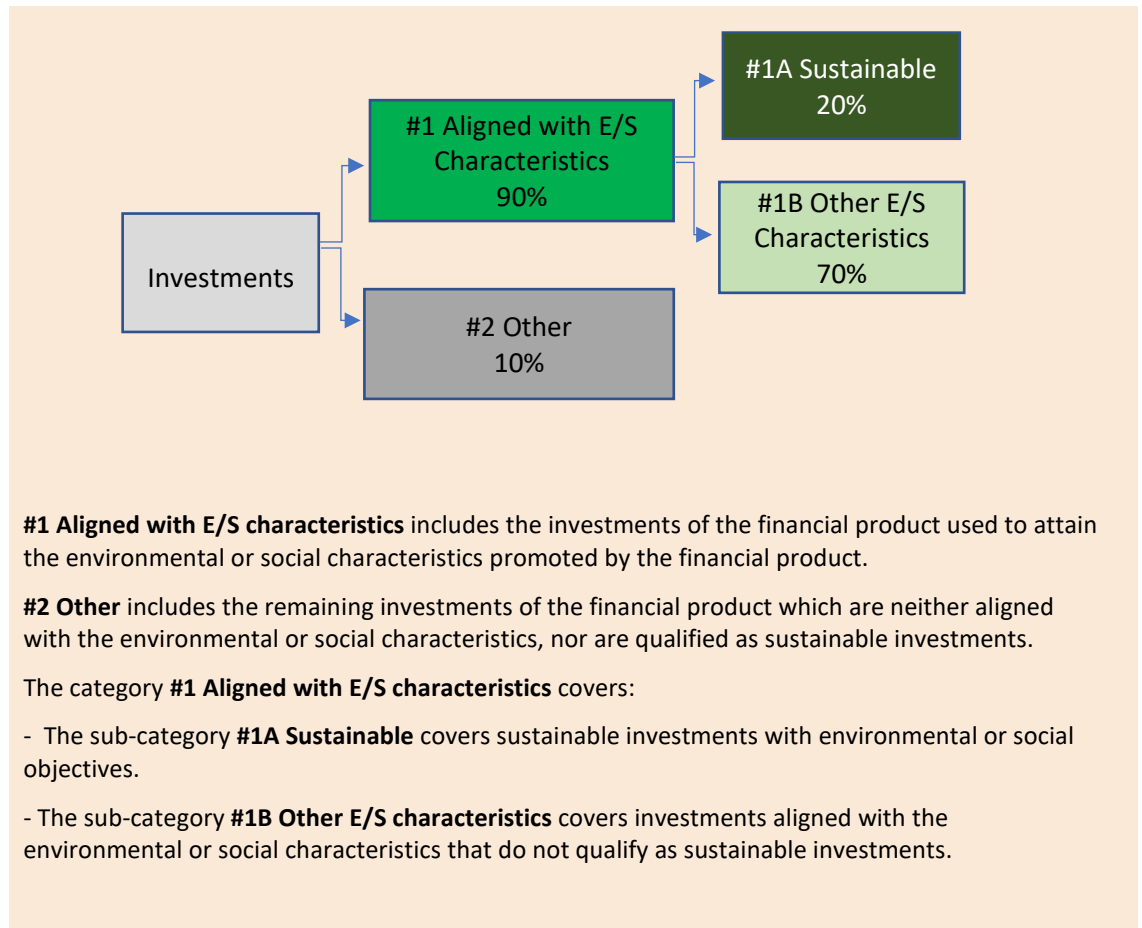 #1A Sustainable
20%
#1 Aligned with E/S
Characteristics
90%
#1B Other E/S
Characteristics
70%
Investments
#2 Other
10%
#1 Aligned with E/S characteristics includes the investments of the financial product used to attain
the environmental or social characteristics promoted by the financial product.
#2 Other includes the remaining investments of the financial product which are neither aligned
with the environmental or social characteristics, nor are qualified as sustainable investments.
The category #1 Aligned with E/S characteristics covers:
- The sub-category #1A Sustainable covers sustainable investments with environmental or social
objectives.
- The sub-category #1B Other E/S characteristics covers investments aligned with the
environmental or social characteristics that do not qualify as sustainable investments.